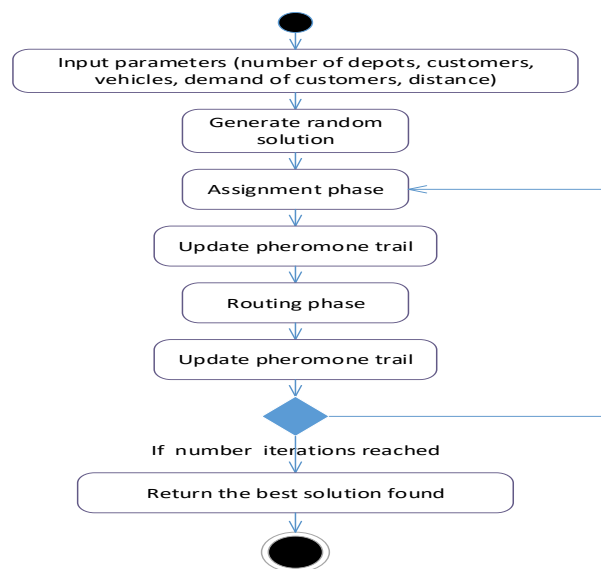 Input parameters (number of depots, customers,
vehicles, demand of customers, distance)
Generate random
solution
Assignment phase
Update pheromone trail
Routing phase
Update pheromone trail
If number iterations reached
Return the best solution found